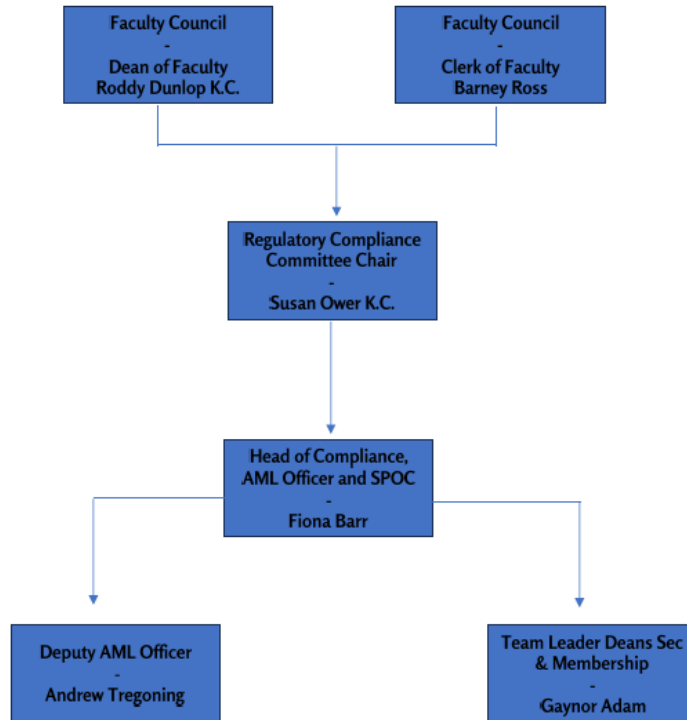 Faculty Council
-
Dean of Faculty
Roddy Dunlop K.C.
Faculty Council
-
Clerk of Faculty
Barney Ross
Regulatory Compliance
Committee Chair
-
Susan Ower K.C.
Head of Compliance,
AML Officer and SPOC
-
Fiona Barr
Deputy AML Officer
-
Andrew Tregoning
Team Leader Deans Sec
& Membership
-
Gaynor Adam